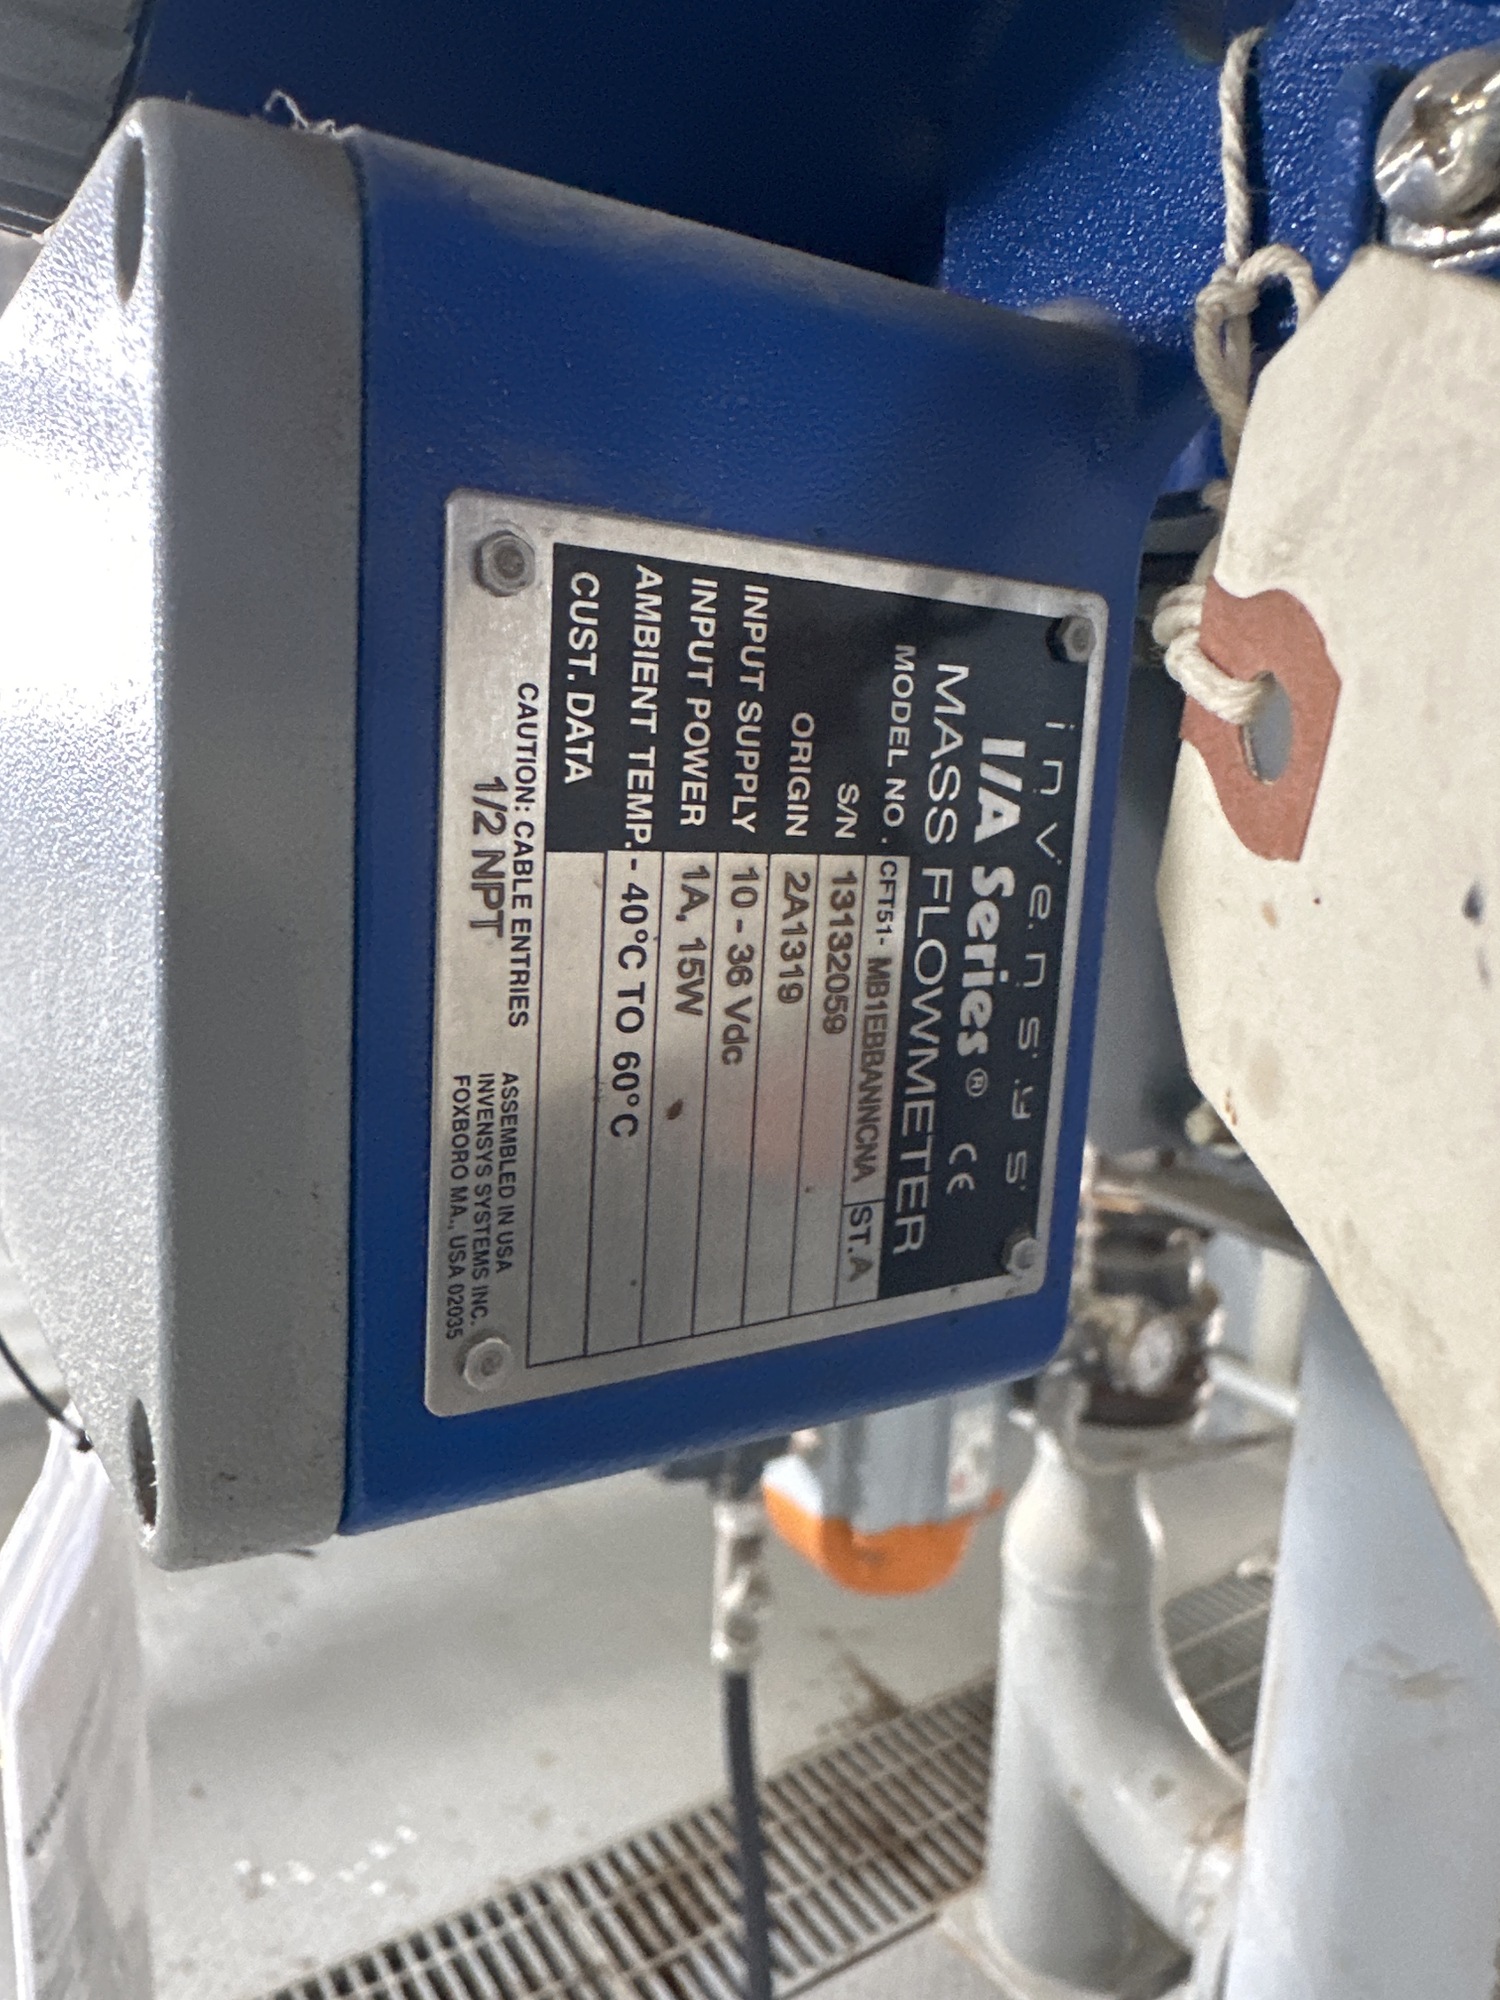 invensys
I/A Series® CE
MASS FLOWMETER
MODEL NO. CFT51- MB1EBBANNCNA ST.A
S/N 13132059
ORIGIN 2A1319
INPUT SUPPLY 10 - 36 Vdc
INPUT POWER 1A, 15W
AMBIENT TEMP. - 40°C TO 60°C
CUST. DATA
CAUTION: CABLE ENTRIES
1/2 NPT
ASSEMBLED IN USA
INVENSYS SYSTEMS INC.
FOXBORO MA., USA 02035